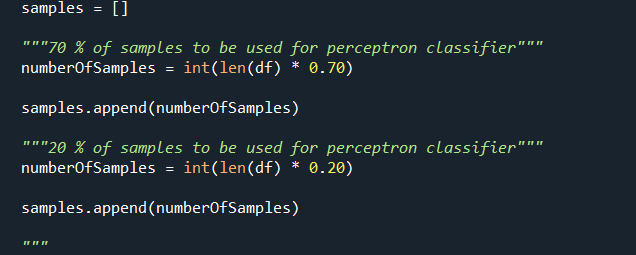 samples = []
"""70 % of samples to be used for perceptron classifier"""
numberOfSamples = int(len(df) * 0.70)
samples.append(numberOfSamples)
"""20 % of samples to be used for perceptron classifier"""
numberOfSamples = int(len(df) * 0.20)
samples.append(numberOfSamples)
"""